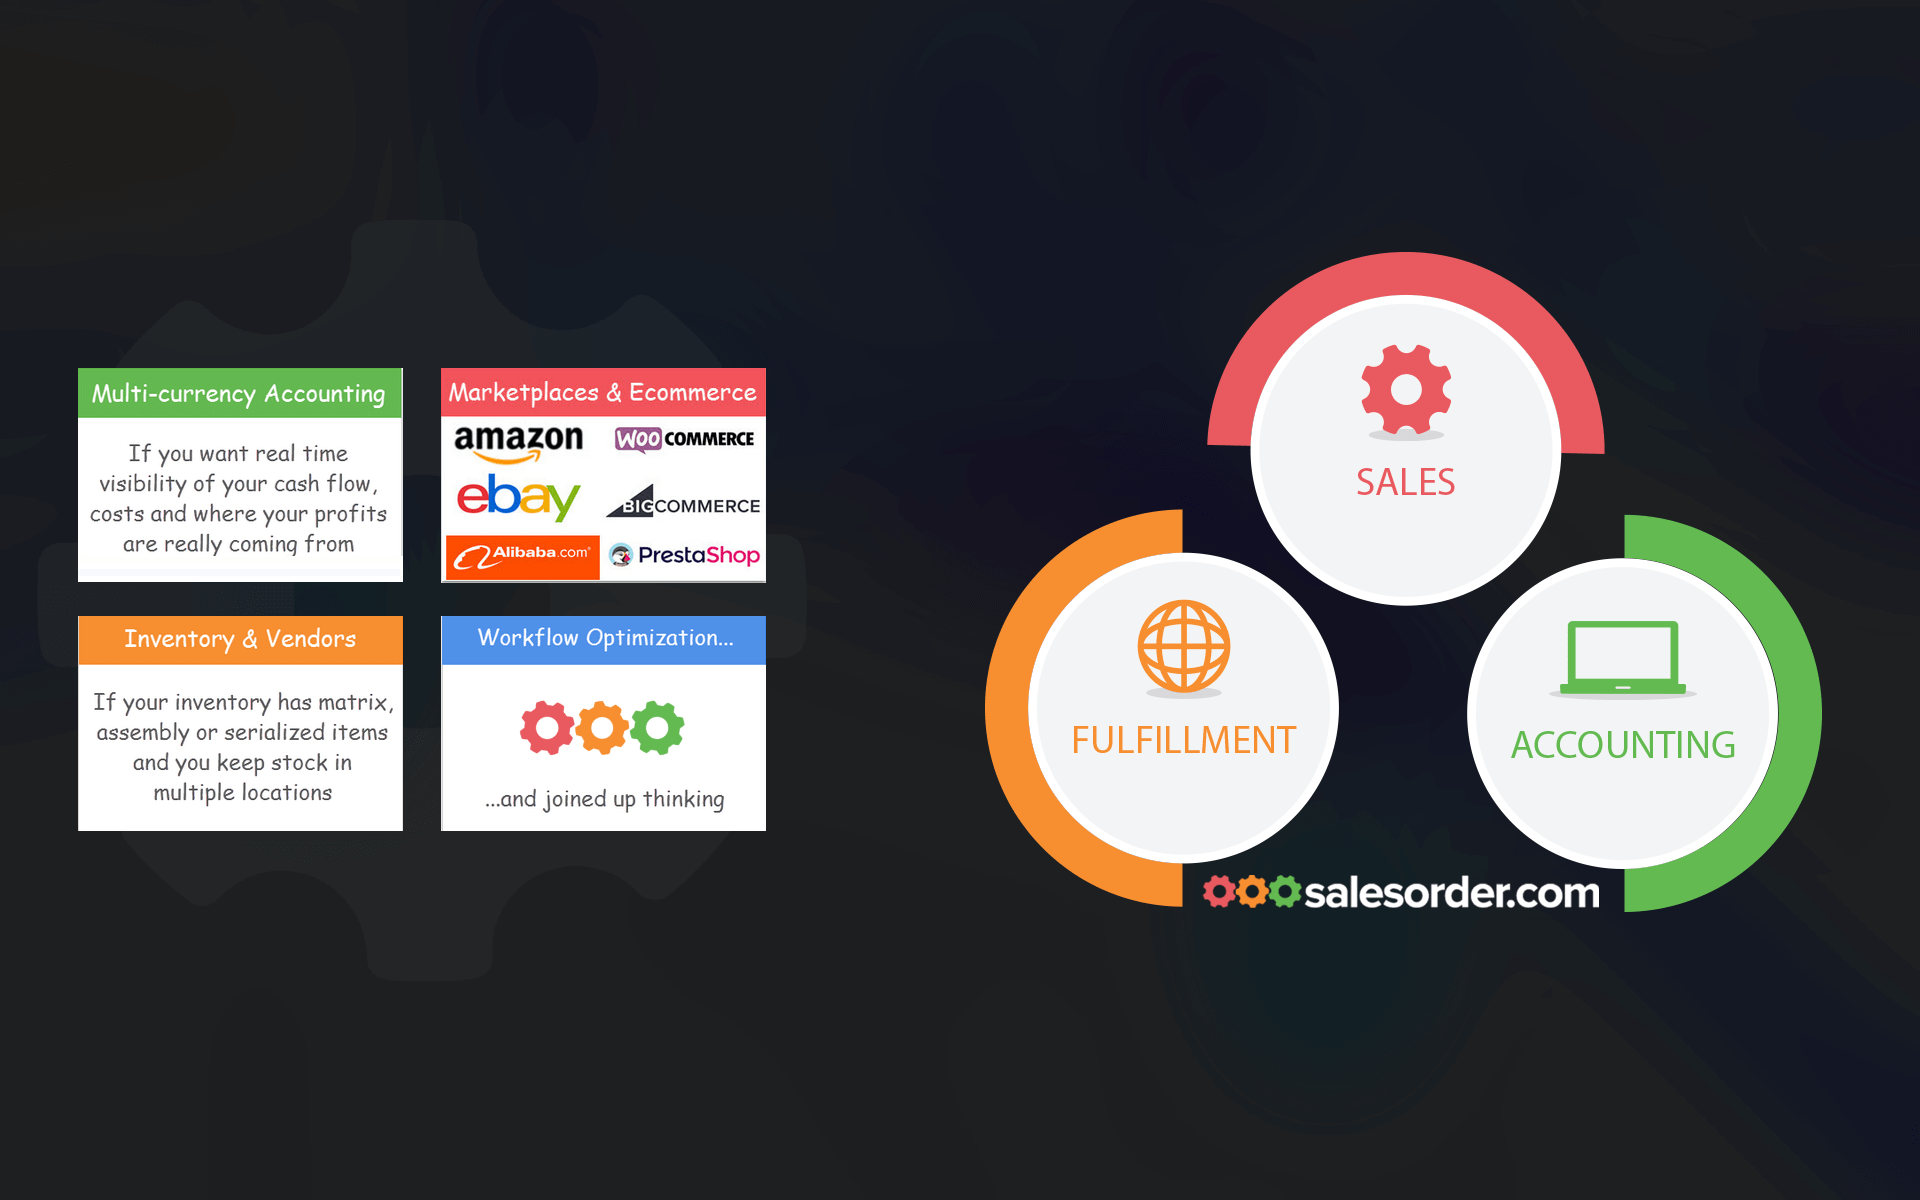 Multi-currency Accounting
If you want real time
visibility of your cash flow,
costs and where your profits
are really coming from
Marketplaces & Ecommerce
amazon
WOO COMMERCE
ebay
BIGCOMMERCE
Alibaba.com®
PrestaShop
Inventory & Vendors
If your inventory has matrix,
assembly or serialized items
and you keep stock in
multiple locations
Workflow Optimization...
...and joined up thinking
SALES
FULFILLMENT
ACCOUNTING
salesorder.com